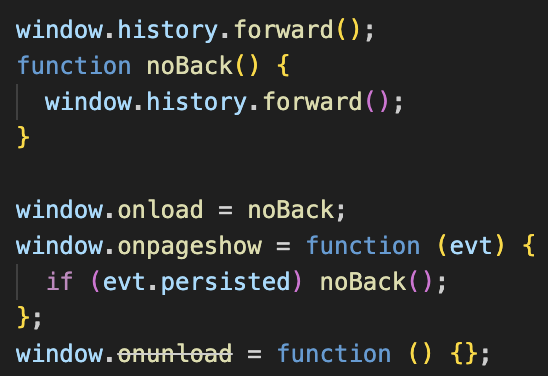 window.history.forward();
function noBack() {
  window.history.forward();
}

window.onload = noBack;
window.onpageshow = function (evt) {
  if (evt.persisted) noBack();
};
window.onunload = function () {};